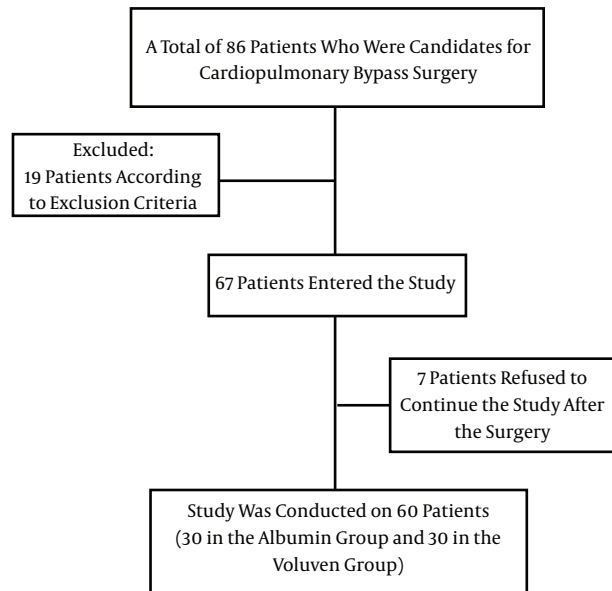 A Total of 86 Patients Who Were Candidates for
Cardiopulmonary Bypass Surgery
Excluded:
19 Patients According
to Exclusion Criteria
67 Patients Entered the Study
7 Patients Refused to
Continue the Study After
the Surgery
Study Was Conducted on 60 Patients
(30 in the Albumin Group and 30 in the
Voluven Group)